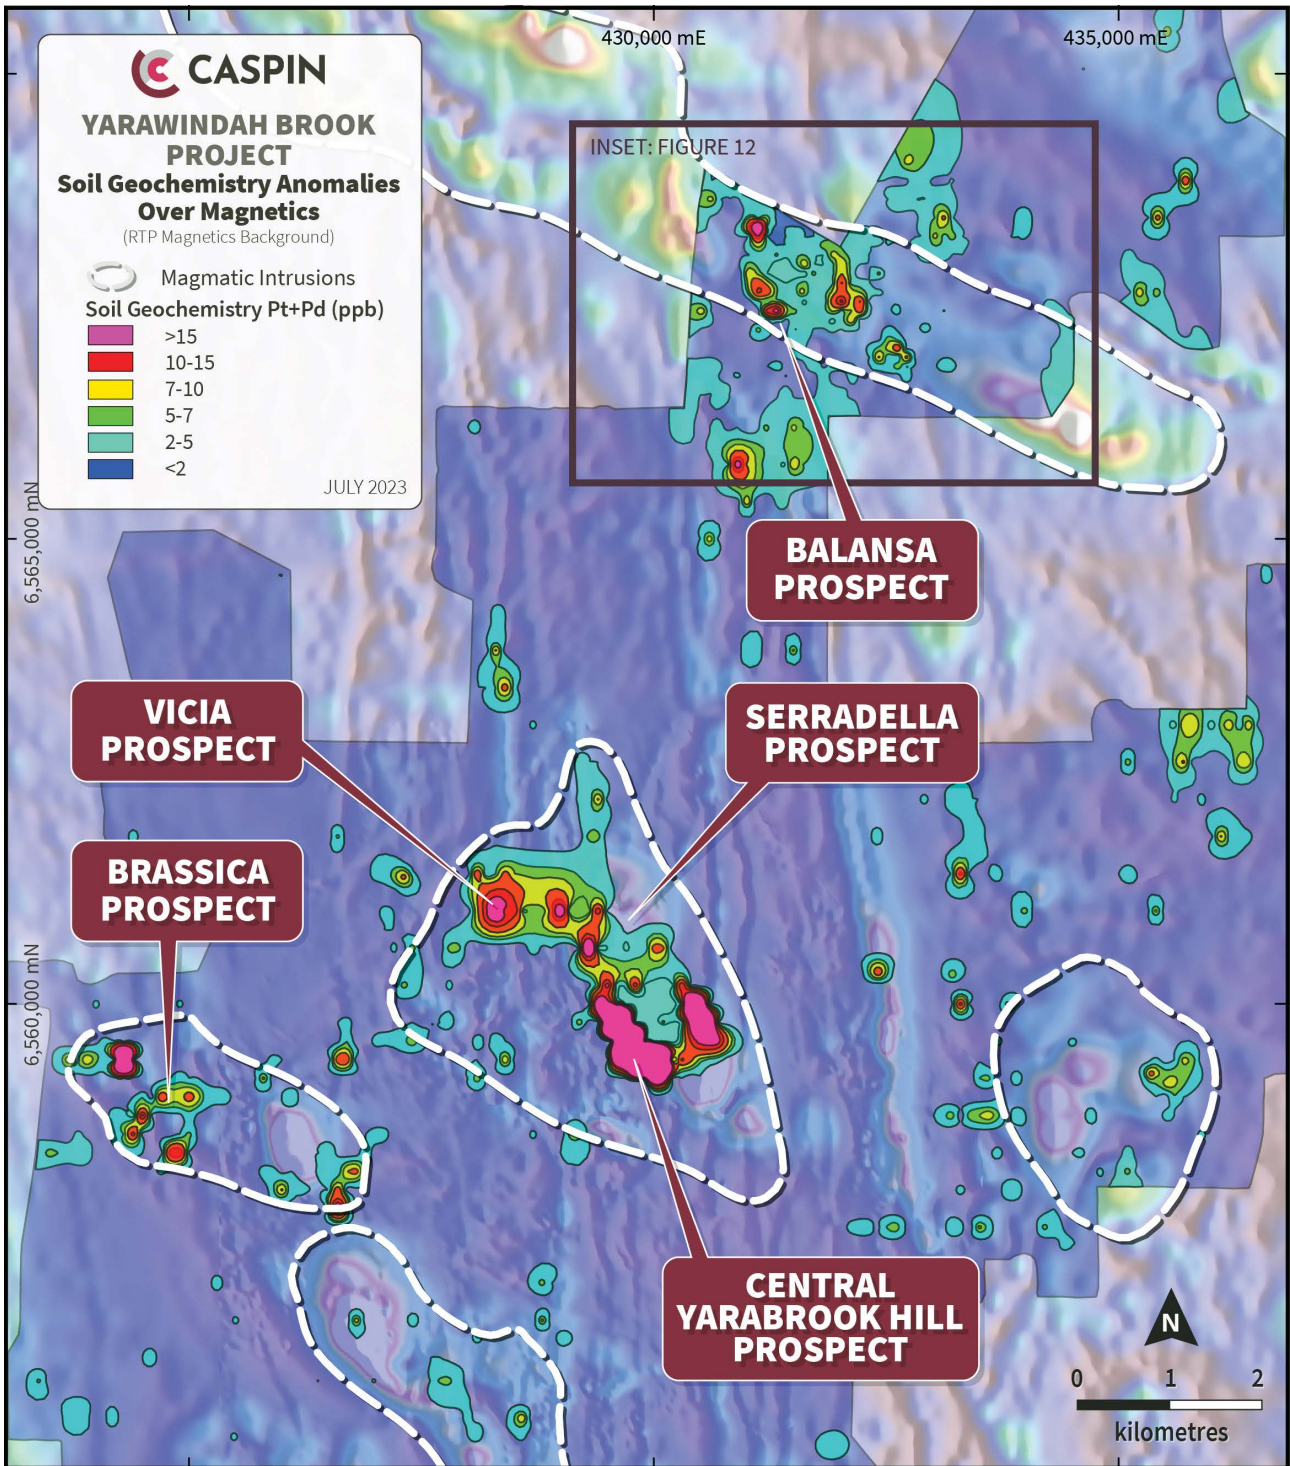 430,000 mE
435,000 mE
CASPIN
YARAWINDAH BROOK
PROJECT
Soil Geochemistry Anomalies
Over Magnetics
(RTP Magnetics Background)
Magmatic Intrusions
Soil Geochemistry Pt+Pd (ppb)
>15
10-15
7-10
5-7
2-5
<2
JULY 2023
INSET: FIGURE 12
6,565,000 mN
BALANSA
PROSPECT
VICIA
PROSPECT
SERRADELLA
PROSPECT
BRASSICA
PROSPECT
6,560,000 mN
CENTRAL
YARABROOK HILL
PROSPECT
N
0 1 2
kilometres